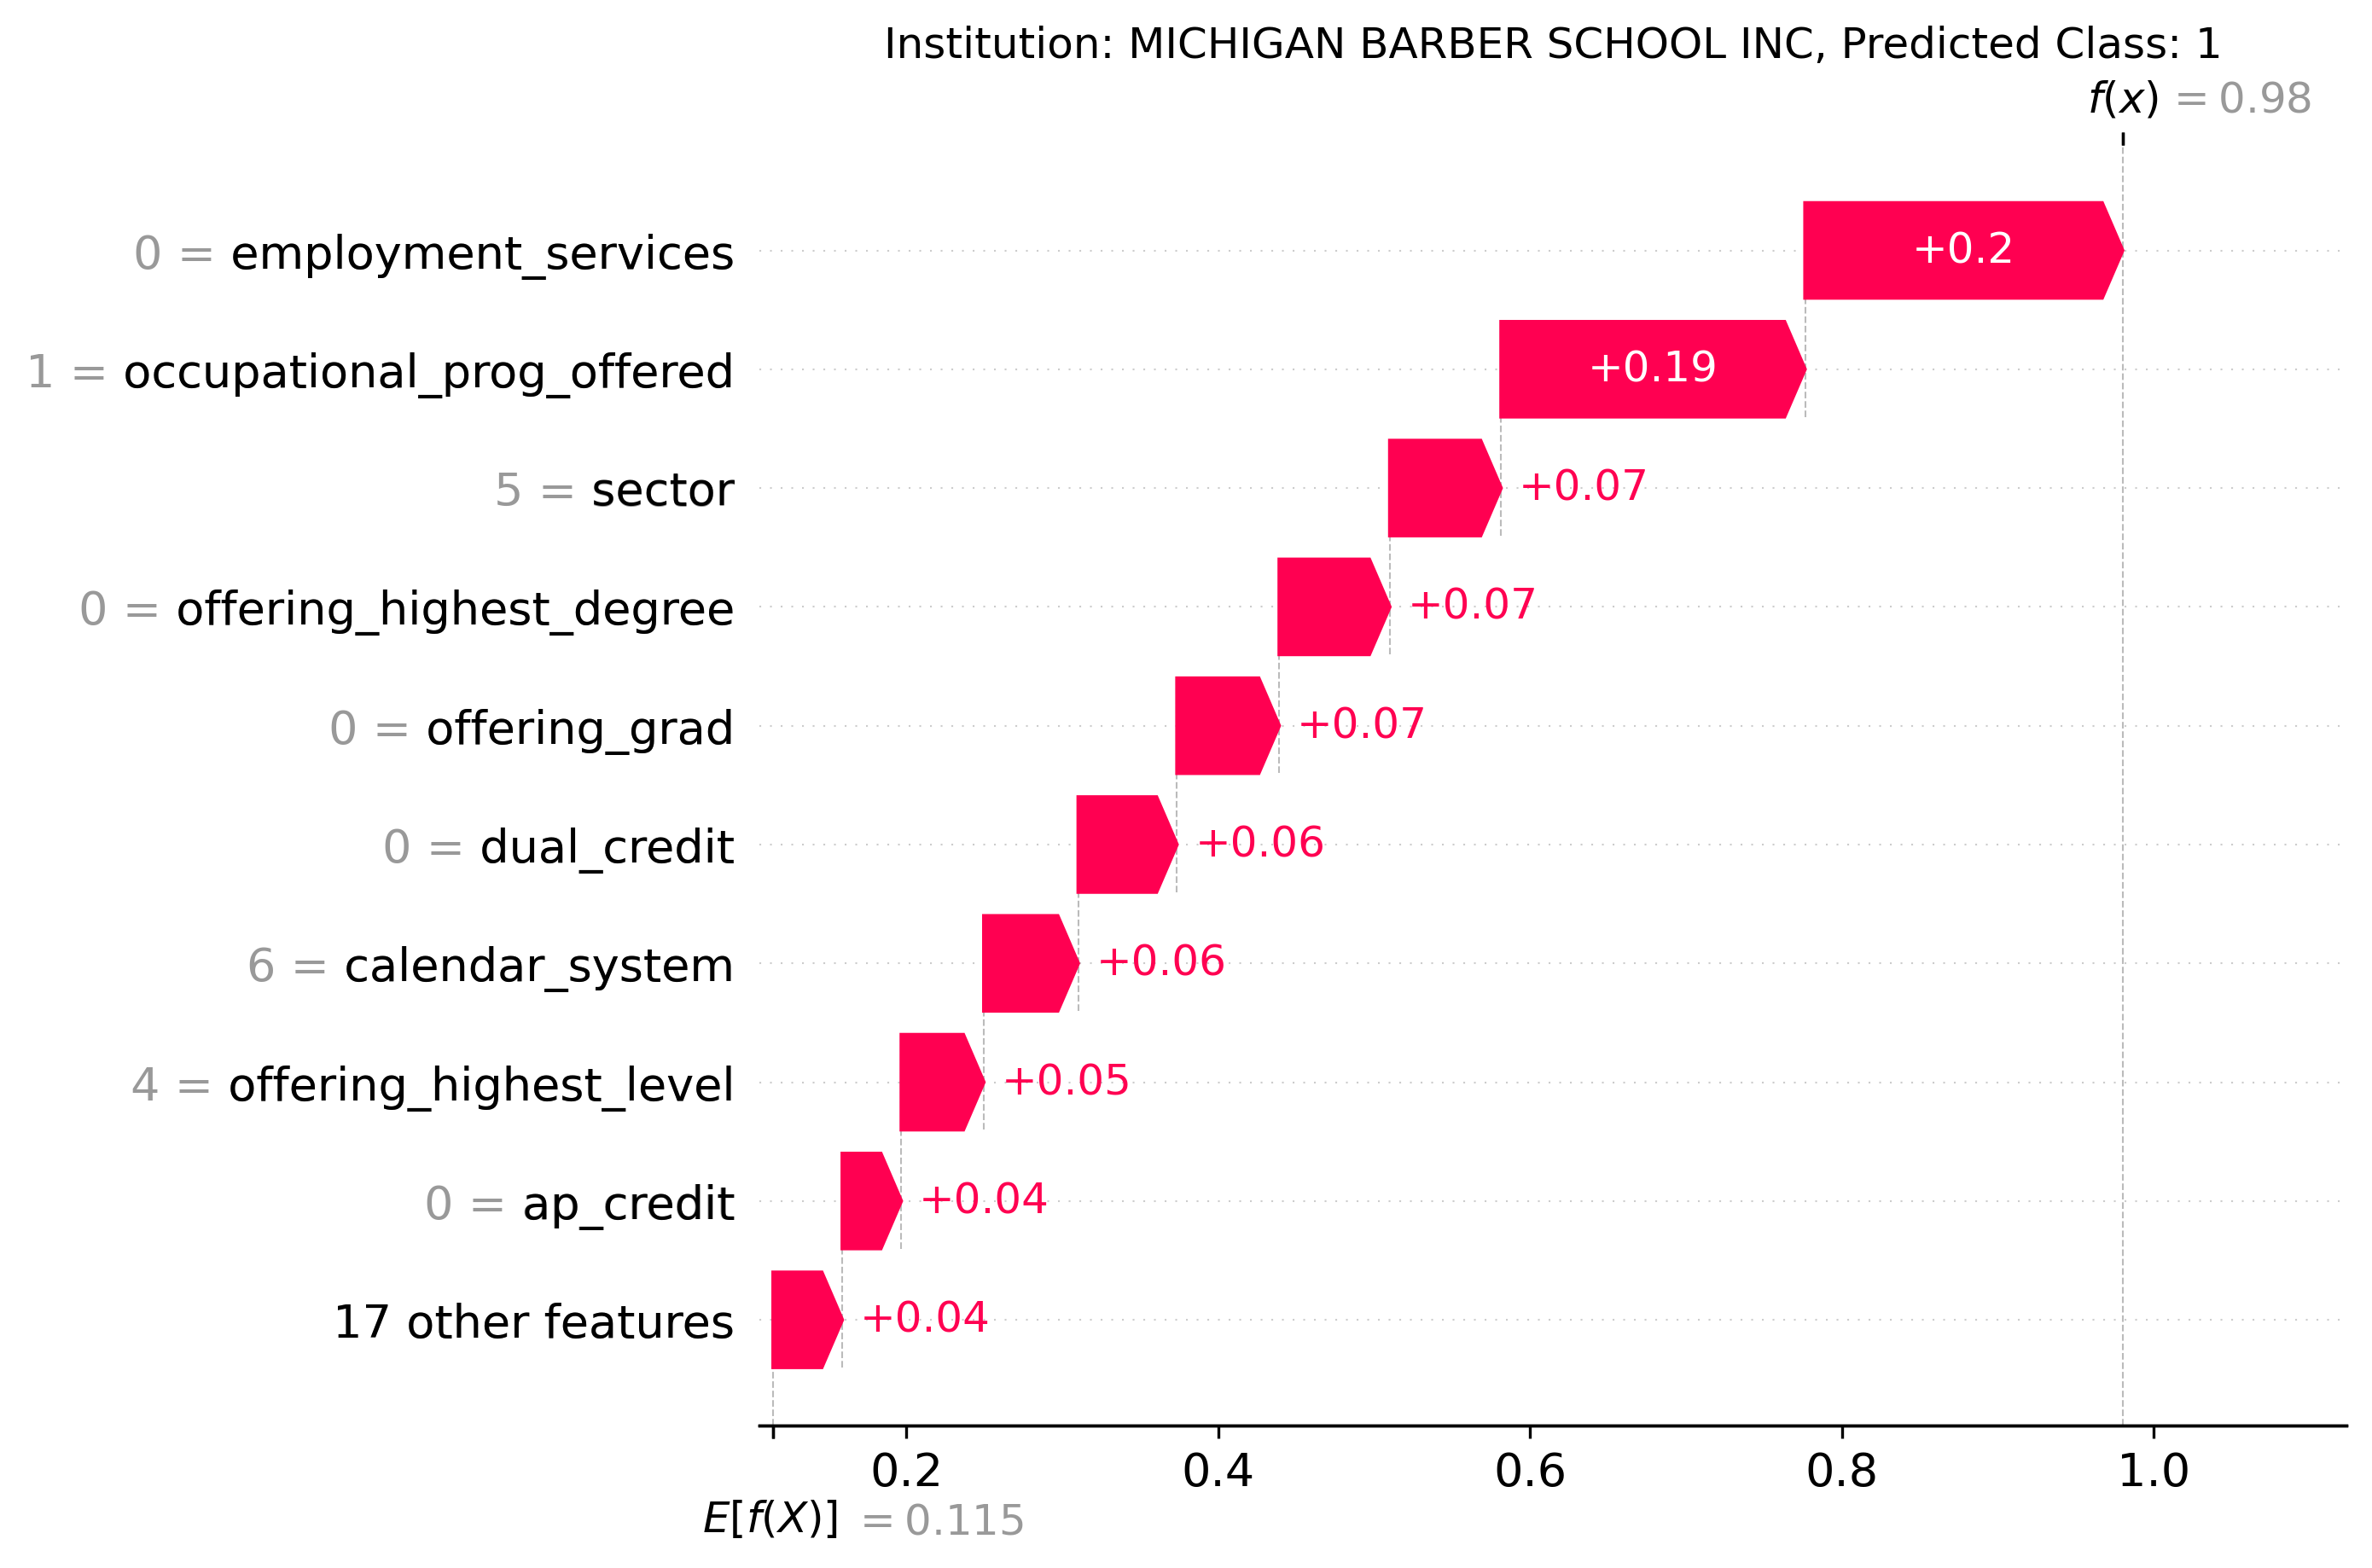 Institution: MICHIGAN BARBER SCHOOL INC, Predicted Class: 1
f(x) = 0.98
0 = employment_services +0.2
1 = occupational_prog_offered +0.19
5 = sector +0.07
0 = offering_highest_degree +0.07
0 = offering_grad +0.07
0 = dual_credit +0.06
6 = calendar_system +0.06
4 = offering_highest_level +0.05
0 = ap_credit +0.04
17 other features +0.04
0.2 0.4 0.6 0.8 1.0
E[f(X)] = 0.115